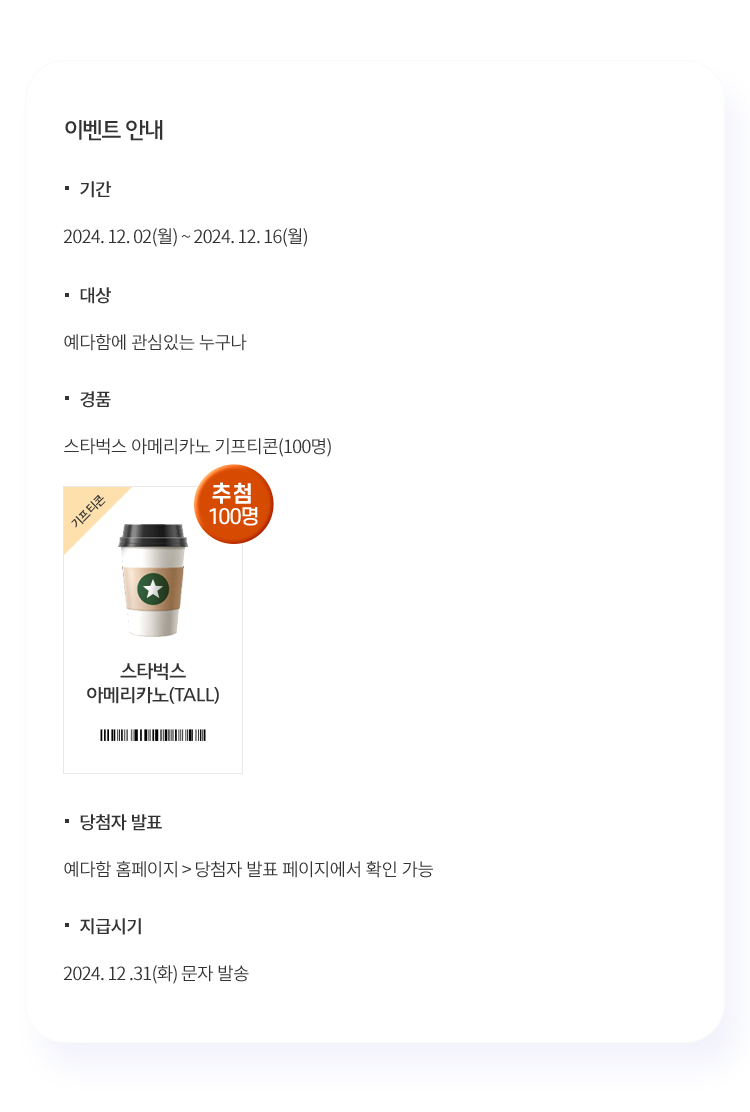 이벤트 안내
기간
2024. 12. 02(월) ~ 2024. 12. 16(월)
대상
예다함에 관심있는 누구나
경품
스타벅스 아메리카노 기프티콘(100명)
기프티콘
추첨
100명
스타벅스
아메리카노(TALL)
당첨자 발표
예다함 홈페이지 > 당첨자 발표 페이지에서 확인 가능
지급시기
2024. 12 .31(화) 문자 발송